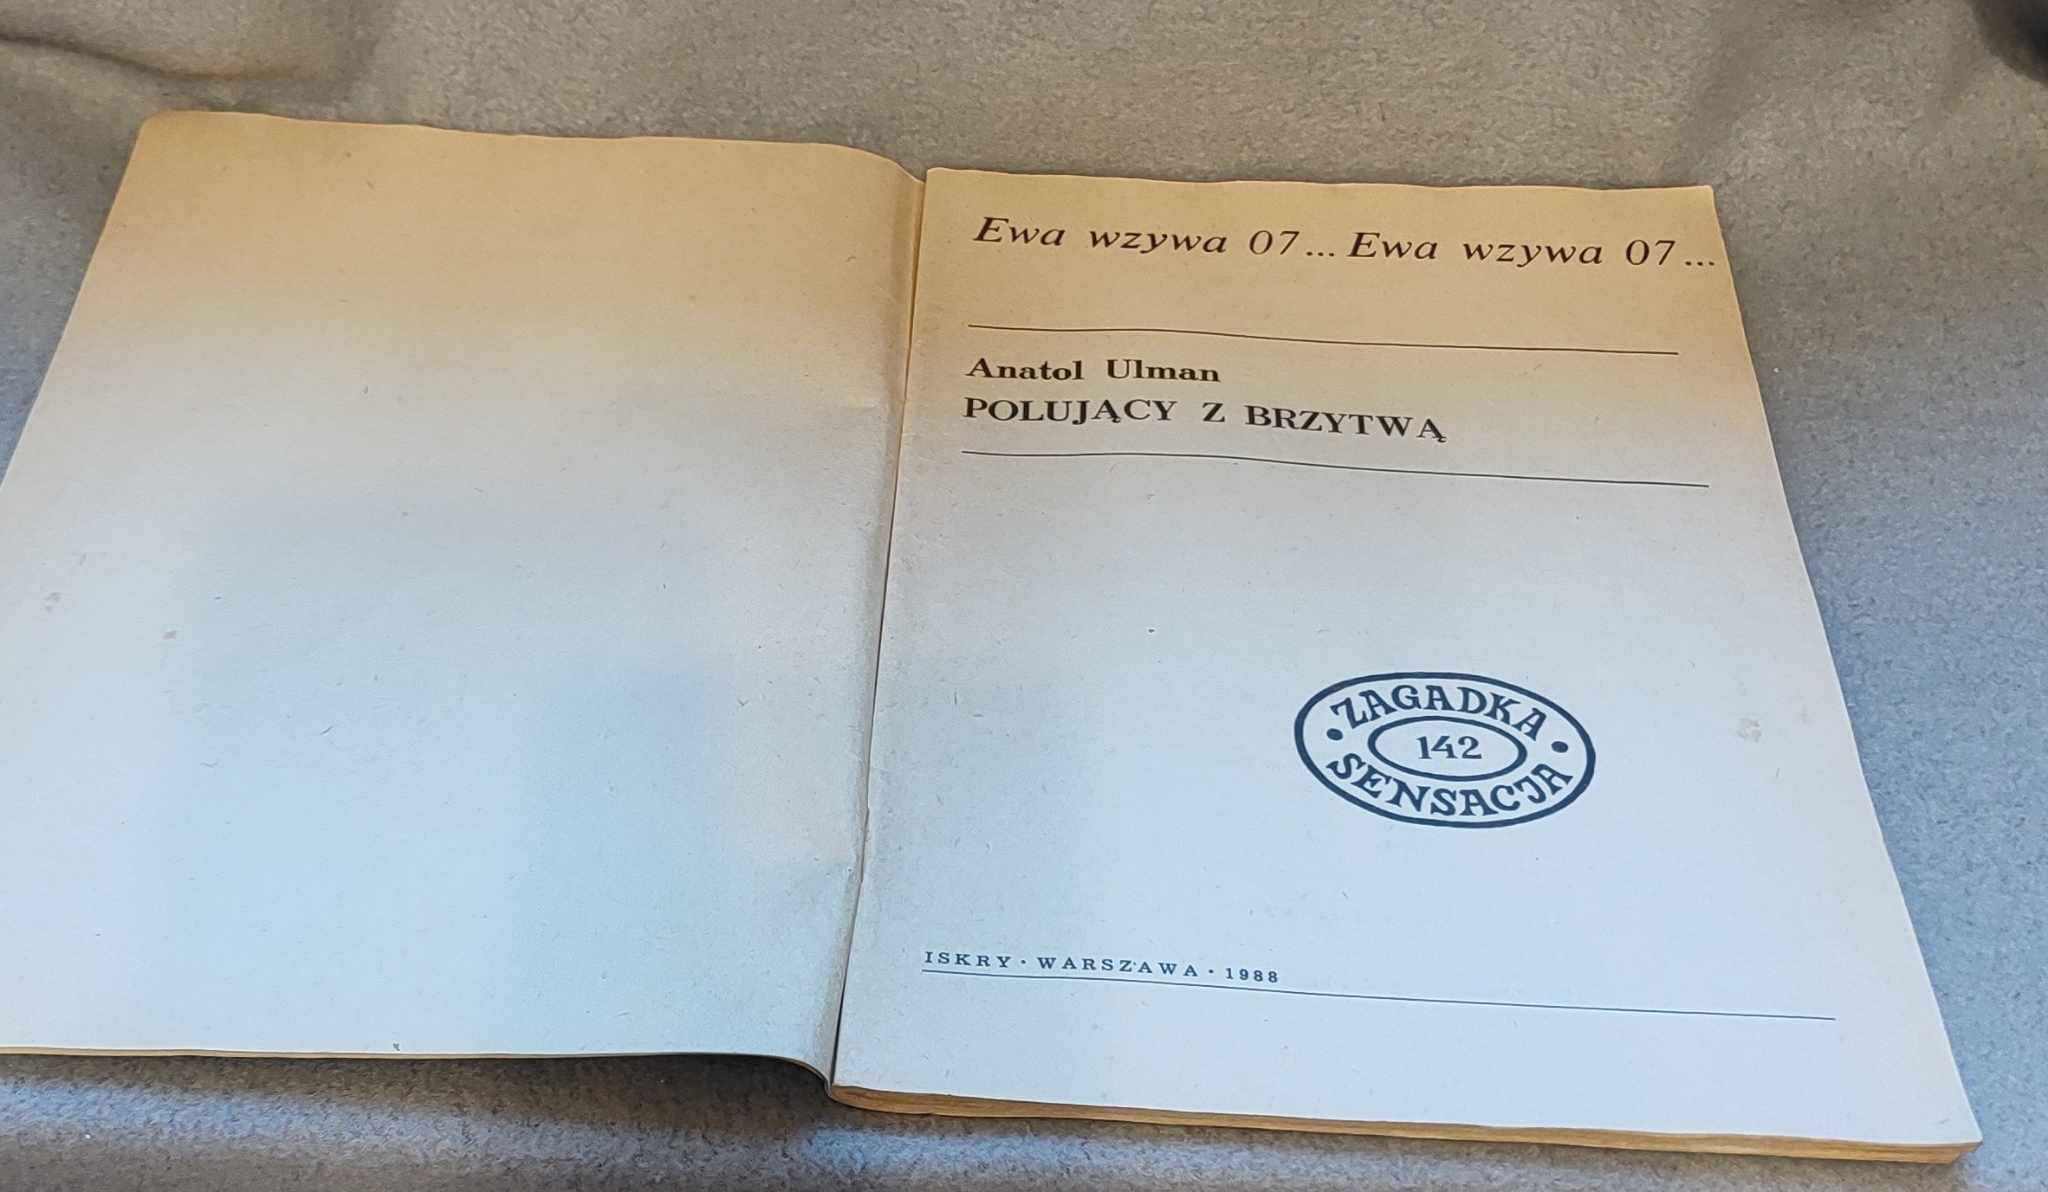 Ewa wzywa 07... Ewa wzywa 07...
Anatol Ulman
POLUJĄCY Z BRZYTWĄ
ZAGADKA
142
SENSACJA
ISKRY · WARSZAWA · 1988